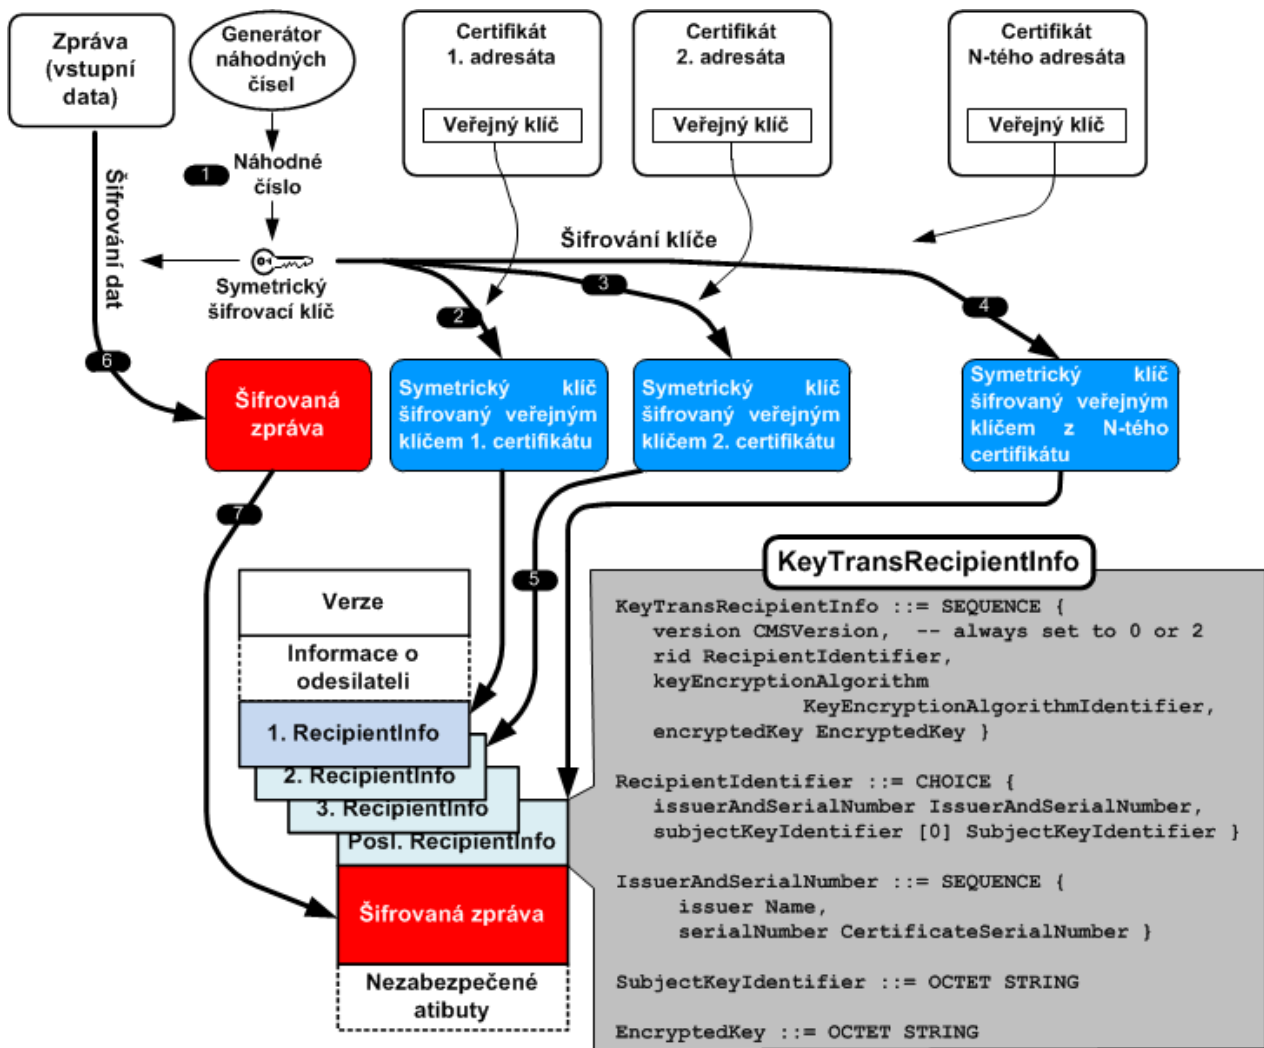 Zpráva
(vstupní
data)
Generátor
náhodných
čísel
Certifikát
1. adresáta
Veřejný klíč
Certifikát
2. adresáta
Veřejný klíč
Certifikát
N-tého adresáta
Veřejný klíč
1
Náhodné
číslo
Šifrování dat
Symetrický
šifrovací klíč
Šifrování klíče
2
3
4
6
Šifrovaná
zpráva
Symetrický klíč
šifrovaný veřejným
klíčem 1. certifikátu
Symetrický klíč
šifrovaný veřejným
klíčem 2. certifikátu
Symetrický klíč
šifrovaný veřejným
klíčem z N-tého
certifikátu
7
5
Verze
Informace o
odesilateli
1. RecipientInfo
2. RecipientInfo
3. RecipientInfo
Posl. RecipientInfo
Šifrovaná zpráva
Nezabezpečené
atibuty
KeyTransRecipientInfo
KeyTransRecipientInfo ::= SEQUENCE {
version CMSVersion,  -- always set to 0 or 2
rid RecipientIdentifier,
keyEncryptionAlgorithm
KeyEncryptionAlgorithmIdentifier,
encryptedKey EncryptedKey }
RecipientIdentifier ::= CHOICE {
issuerAndSerialNumber IssuerAndSerialNumber,
subjectKeyIdentifier [0] SubjectKeyIdentifier }
IssuerAndSerialNumber ::= SEQUENCE {
issuer Name,
serialNumber CertificateSerialNumber }
SubjectKeyIdentifier ::= OCTET STRING
EncryptedKey ::= OCTET STRING